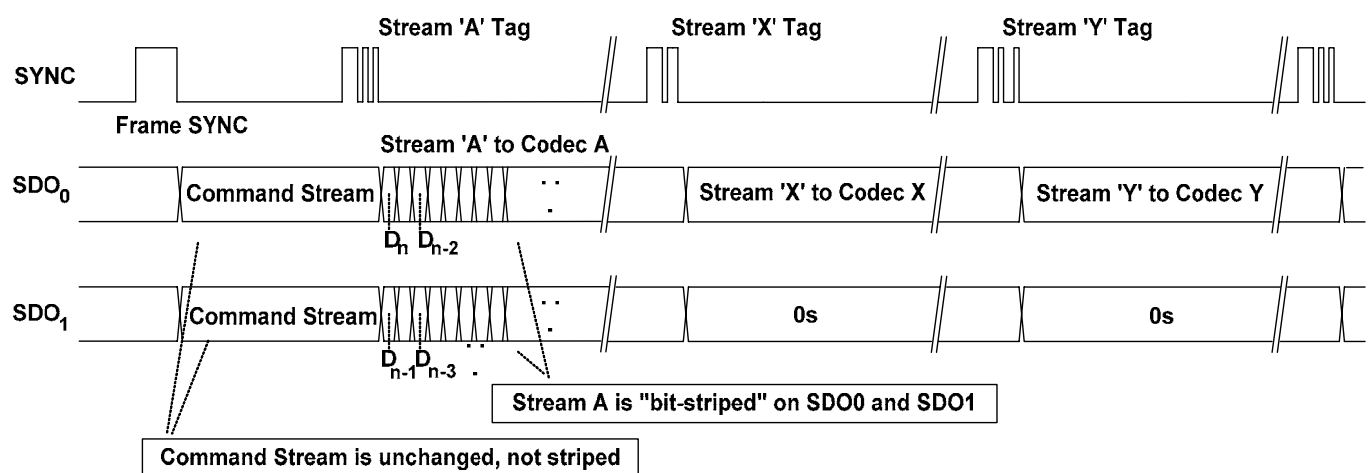 Stream 'A' Tag
Stream 'X' Tag
Stream 'Y' Tag
SYNC
Frame SYNC
Stream 'A' to Codec A
SDO0
Command Stream
Stream 'X' to Codec X
Stream 'Y' to Codec Y
Dn
Dn-2
SDO1
Command Stream
0s
0s
Dn-1
Dn-3
Stream A is "bit-striped" on SDO0 and SDO1
Command Stream is unchanged, not striped